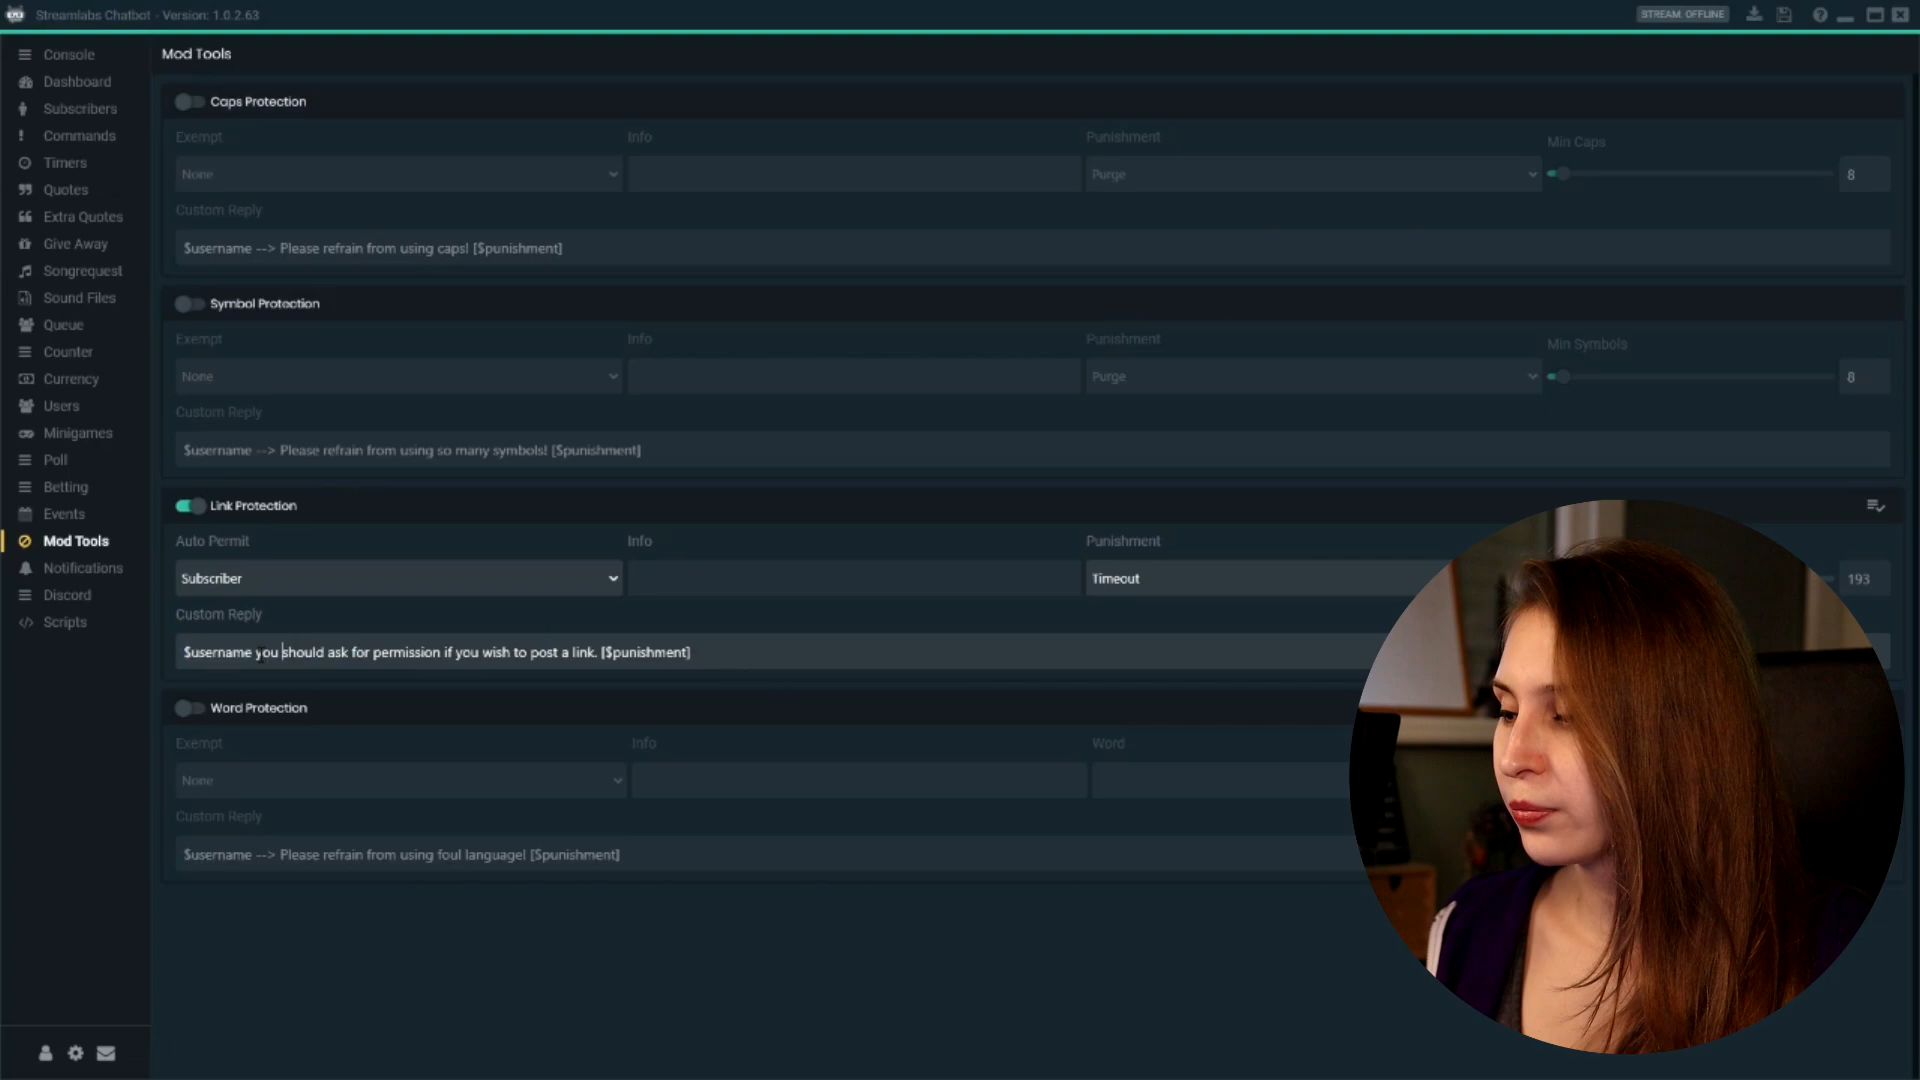 Streamlabs Chatbot - Version: 1.0.2.63
STREAM: OFFLINE
Console
Dashboard
Subscribers
Commands
Timers
Quotes
Extra Quotes
Give Away
Songrequest
Sound Files
Queue
Counter
Currency
Users
Minigames
Poll
Betting
Events
Mod Tools
Notifications
Discord
Scripts
Mod Tools
Caps Protection
Exempt Info Punishment Min Caps
None Purge 8
Custom Reply
$username --> Please refrain from using caps! [$punishment]
Symbol Protection
Exempt Info Punishment Min Symbols
None Purge 8
Custom Reply
$username --> Please refrain from using so many symbols! [$punishment]
Link Protection
Auto Permit Info Punishment
Subscriber Timeout 193
Custom Reply
$username you should ask for permission if you wish to post a link. [$punishment]
Word Protection
Exempt Info Word
None
Custom Reply
$username --> Please refrain from using foul language! [$punishment]